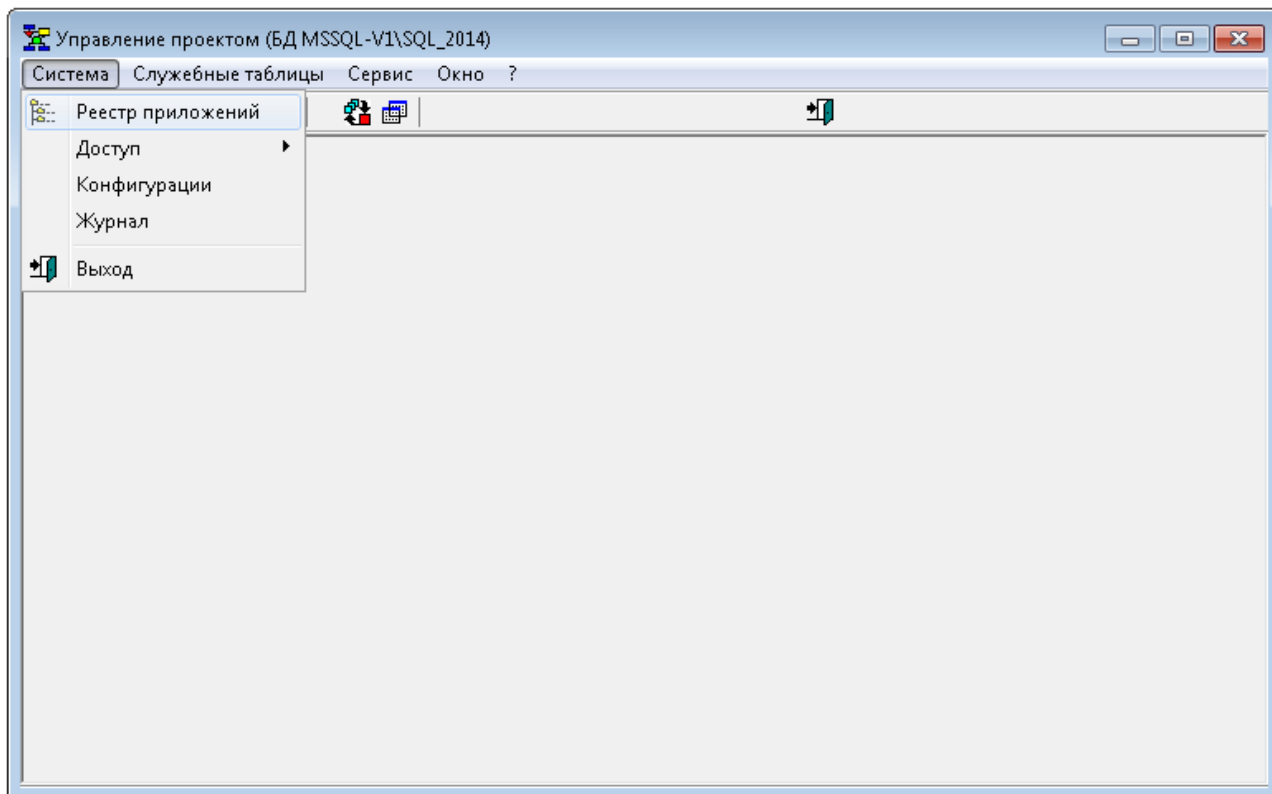 Управление проектом (БД MSSQL-V1\SQL_2014)
Система Служебные таблицы Сервис Окно ?
Реестр приложений
Доступ
Конфигурации
Журнал
Выход